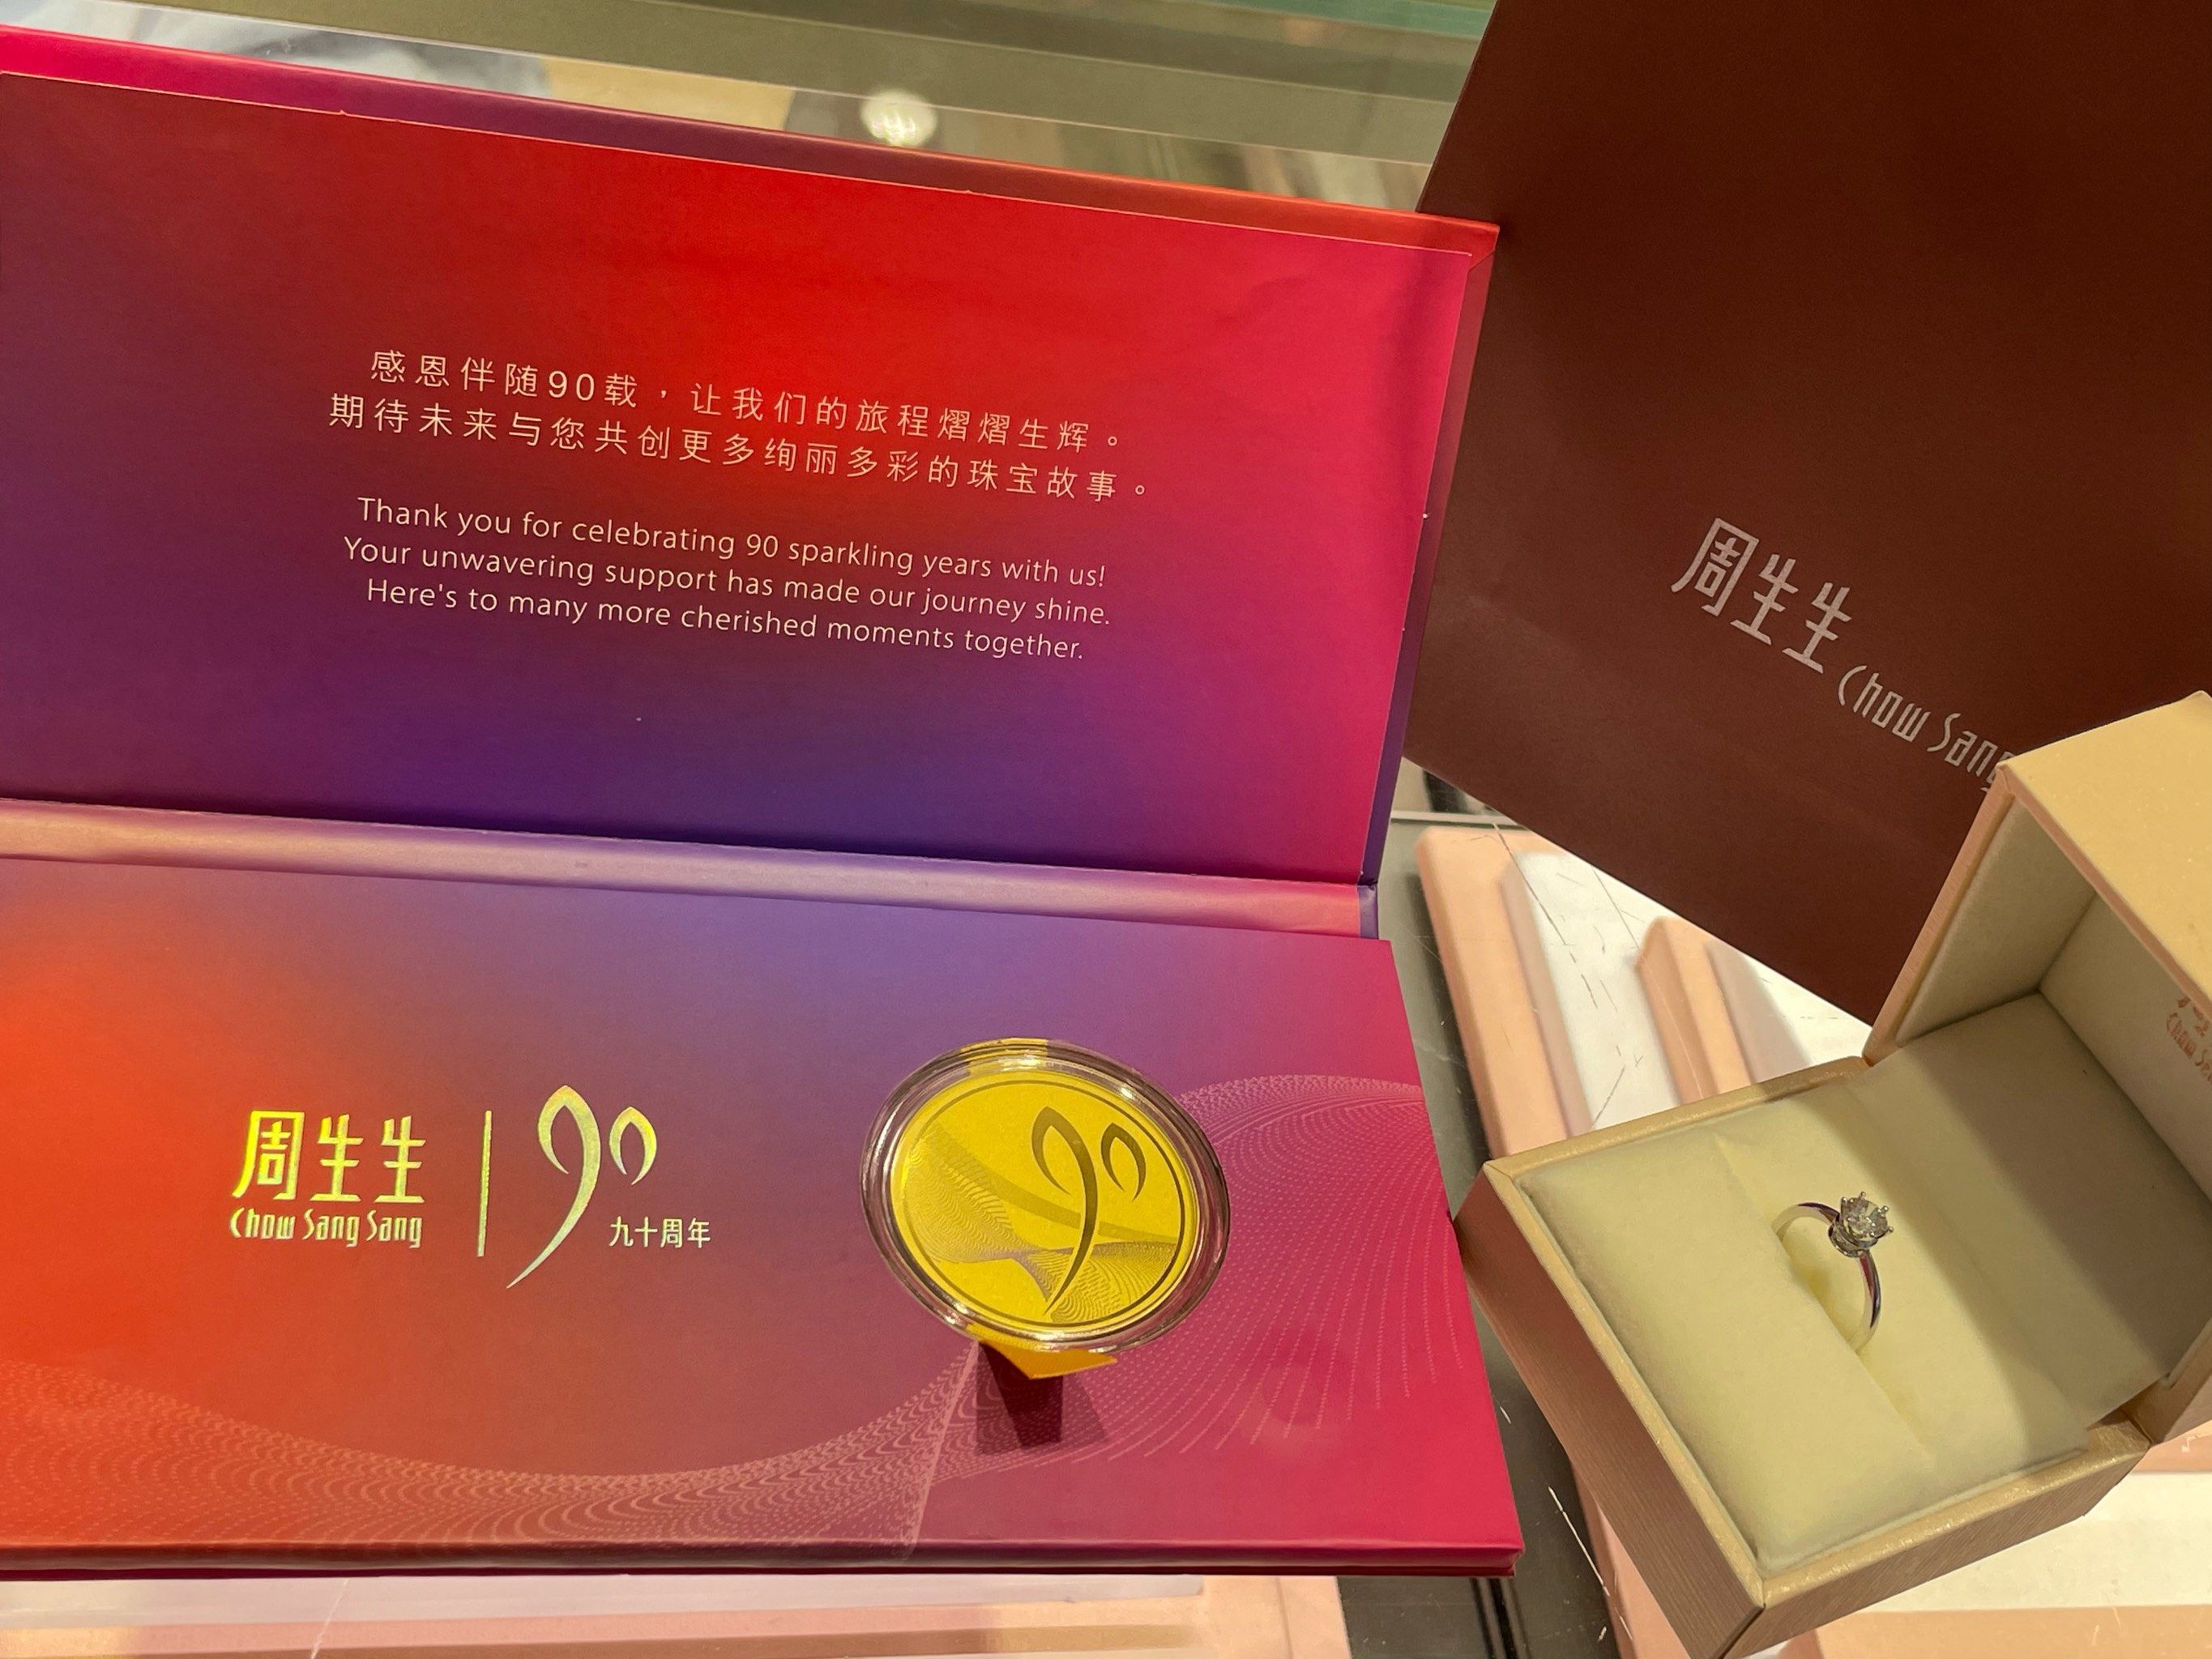 感恩伴随90载，让我们的旅程熠熠生辉。
期待未来与您共创更多绚丽多彩的珠宝故事。
Thank you for celebrating 90 sparkling years with us!
Your unwavering support has made our journey shine.
Here's to many more cherished moments together.
周生生
Chow Sang
周生生
Chow Sang Sang
90
九十周年
90